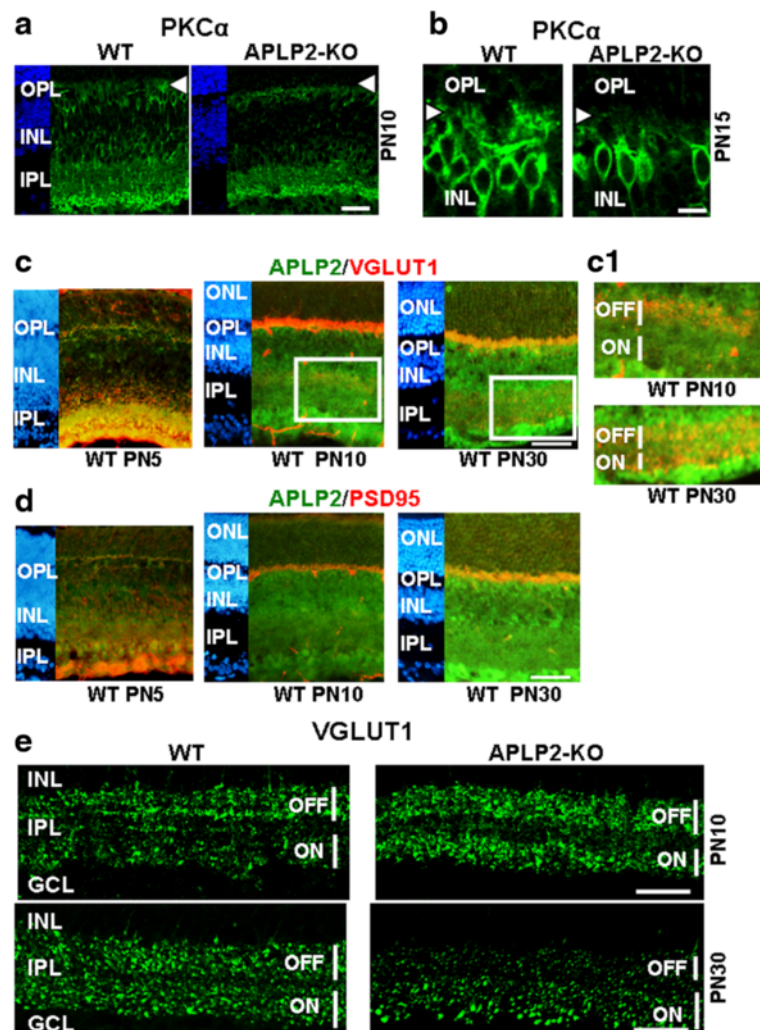 a
PKCα
WT
APLP2-KO
OPL
INL
IPL
PN10
b
PKCα
WT
APLP2-KO
OPL
OPL
INL
INL
PN15
c
APLP2/VGLUT1
OPL
INL
IPL
WT PN5
ONL
OPL
INL
IPL
WT PN10
ONL
OPL
INL
IPL
WT PN30
c1
OFF
ON
WT PN10
OFF
ON
WT PN30
d
APLP2/PSD95
OPL
INL
IPL
WT PN5
ONL
OPL
INL
IPL
WT PN10
ONL
OPL
INL
IPL
WT PN30
e
VGLUT1
WT
APLP2-KO
INL
IPL
GCL
OFF
ON
OFF
ON
PN10
INL
IPL
GCL
OFF
ON
OFF
ON
PN30